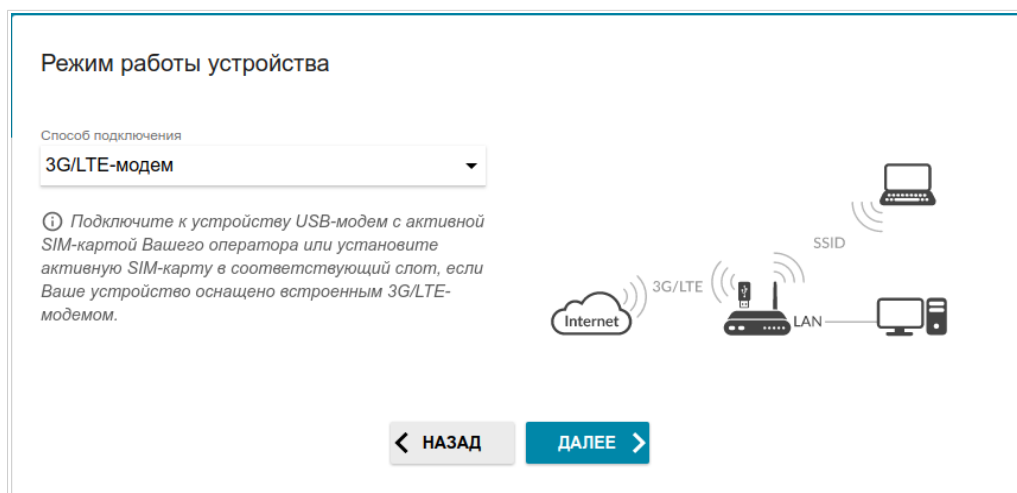 Режим работы устройства
Способ подключения
3G/LTE-модем
Подключите к устройству USB-модем с активной
SIM-картой Вашего оператора или установите
активную SIM-карту в соответствующий слот, если
Ваше устройство оснащено встроенным 3G/LTE-
модемом.
SSID
3G/LTE
Internet
LAN
НАЗАД
ДАЛЕЕ